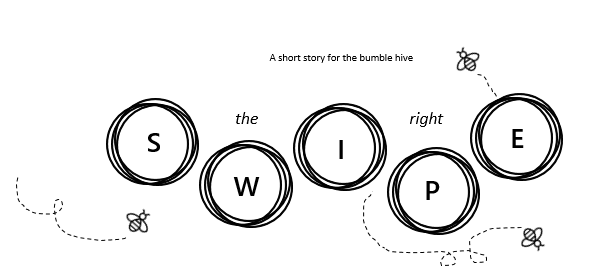 A short story for the bumble hive
the right
S W I P E